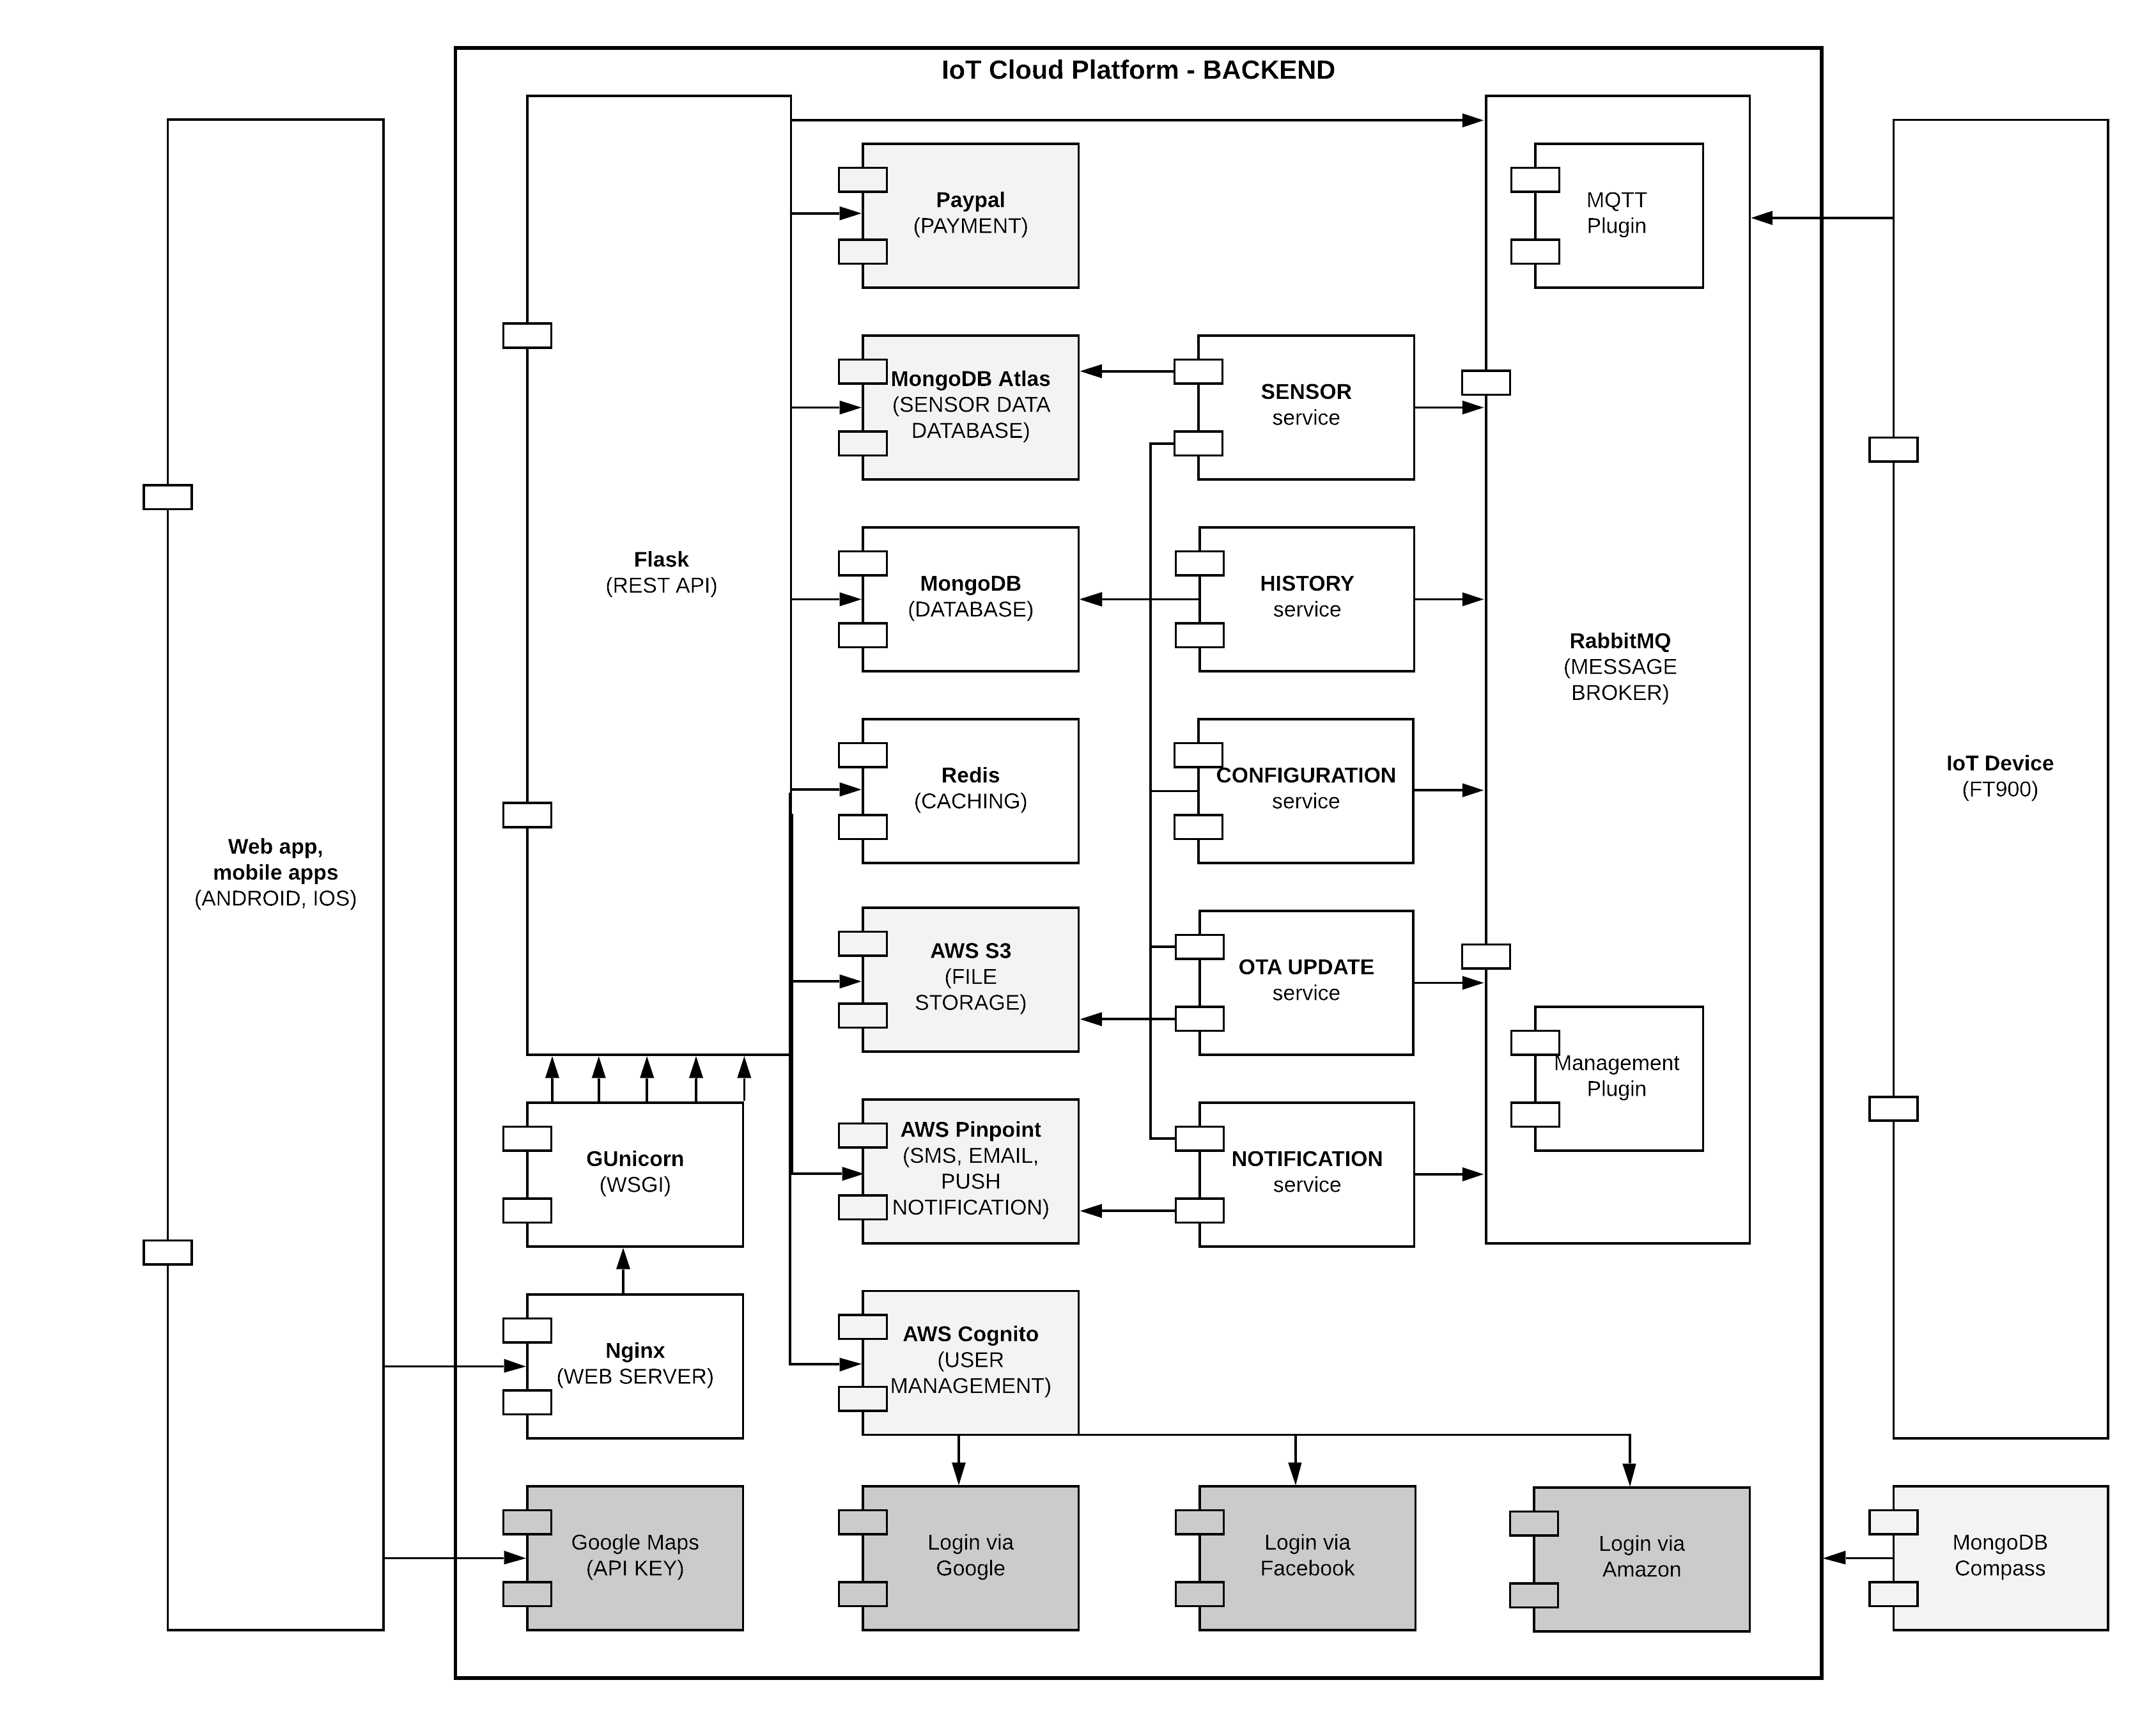 IoT Cloud Platform - BACKEND
Web app,
mobile apps
(ANDROID, IOS)
Flask
(REST API)
GUnicorn
(WSGI)
Nginx
(WEB SERVER)
Google Maps
(API KEY)
Paypal
(PAYMENT)
MongoDB Atlas
(SENSOR DATA
DATABASE)
MongoDB
(DATABASE)
Redis
(CACHING)
AWS S3
(FILE
STORAGE)
AWS Pinpoint
(SMS, EMAIL,
PUSH
NOTIFICATION)
AWS Cognito
(USER
MANAGEMENT)
Login via
Google
SENSOR
service
HISTORY
service
CONFIGURATION
service
OTA UPDATE
service
NOTIFICATION
service
Login via
Facebook
MQTT
Plugin
RabbitMQ
(MESSAGE
BROKER)
Management
Plugin
Login via
Amazon
IoT Device
(FT900)
MongoDB
Compass